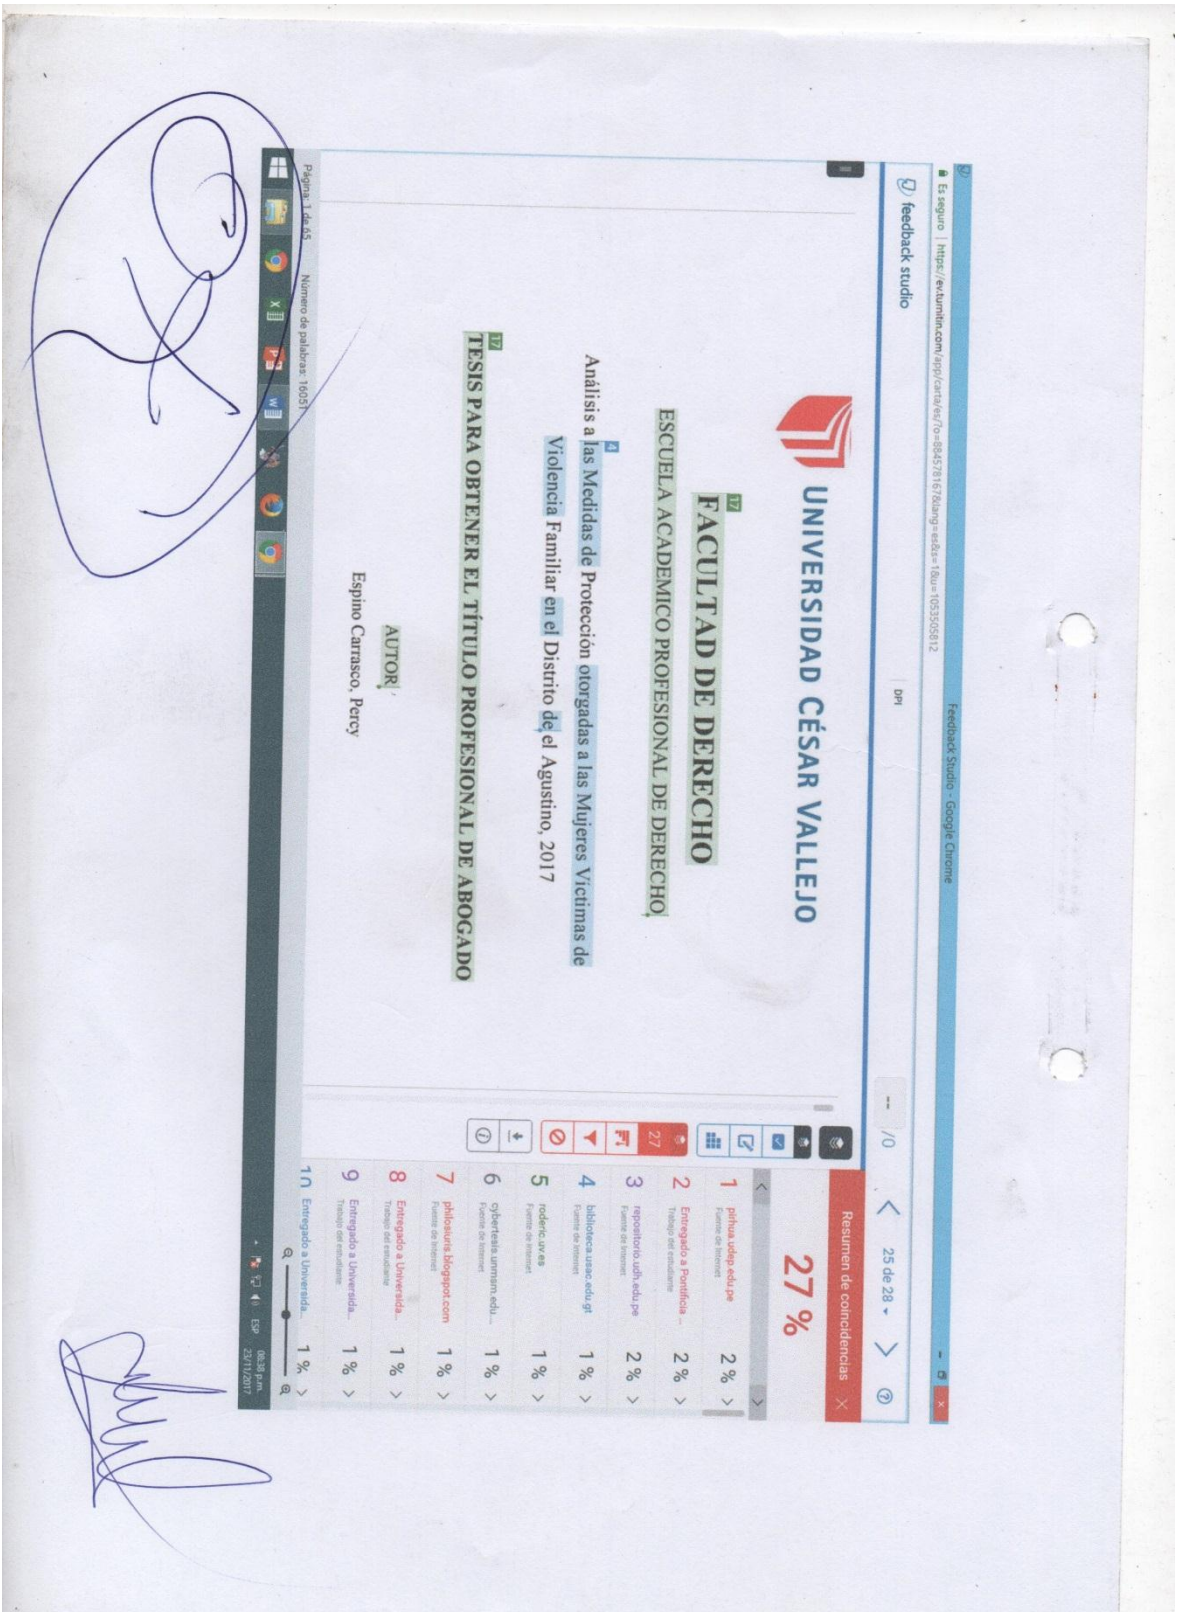 Feedback Studio - Google Chrome
Es seguro | https://ev.turnitin.com/app/carta/es/?o=884578167&lang=es&s=1&u=1053505812
feedback studio
DPI
-- /0
25 de 28
?
UNIVERSIDAD CÉSAR VALLEJO
17
FACULTAD DE DERECHO
ESCUELA ACADEMICO PROFESIONAL DE DERECHO
4
Análisis a las Medidas de Protección otorgadas a las Mujeres Victimas de
Violencia Familiar en el Distrito de el Agustino, 2017
17
TESIS PARA OBTENER EL TÍTULO PROFESIONAL DE ABOGADO
AUTOR
Espino Carrasco, Percy
27
Resumen de coincidencias
27 %
1 pirhua.udep.edu.pe 2 %
Fuente de Internet
2 Entregado a Pontificia ... 2 %
Trabajo del estudiante
3 repositorio.udh.edu.pe 2 %
Fuente de Internet
4 biblioteca.usac.edu.gt 1 %
Fuente de Internet
5 roderic.uv.es 1 %
Fuente de Internet
6 cybertesis.unmsm.edu.... 1 %
Fuente de Internet
7 philosiuris.blogspot.com 1 %
Fuente de Internet
8 Entregado a Universida... 1 %
Trabajo del estudiante
9 Entregado a Universida... 1 %
Trabajo del estudiante
10 Entregado a Universida... 1 %
Página: 1 de 65 Número de palabras: 16051
ESP
08:38 p.m.
23/11/2017